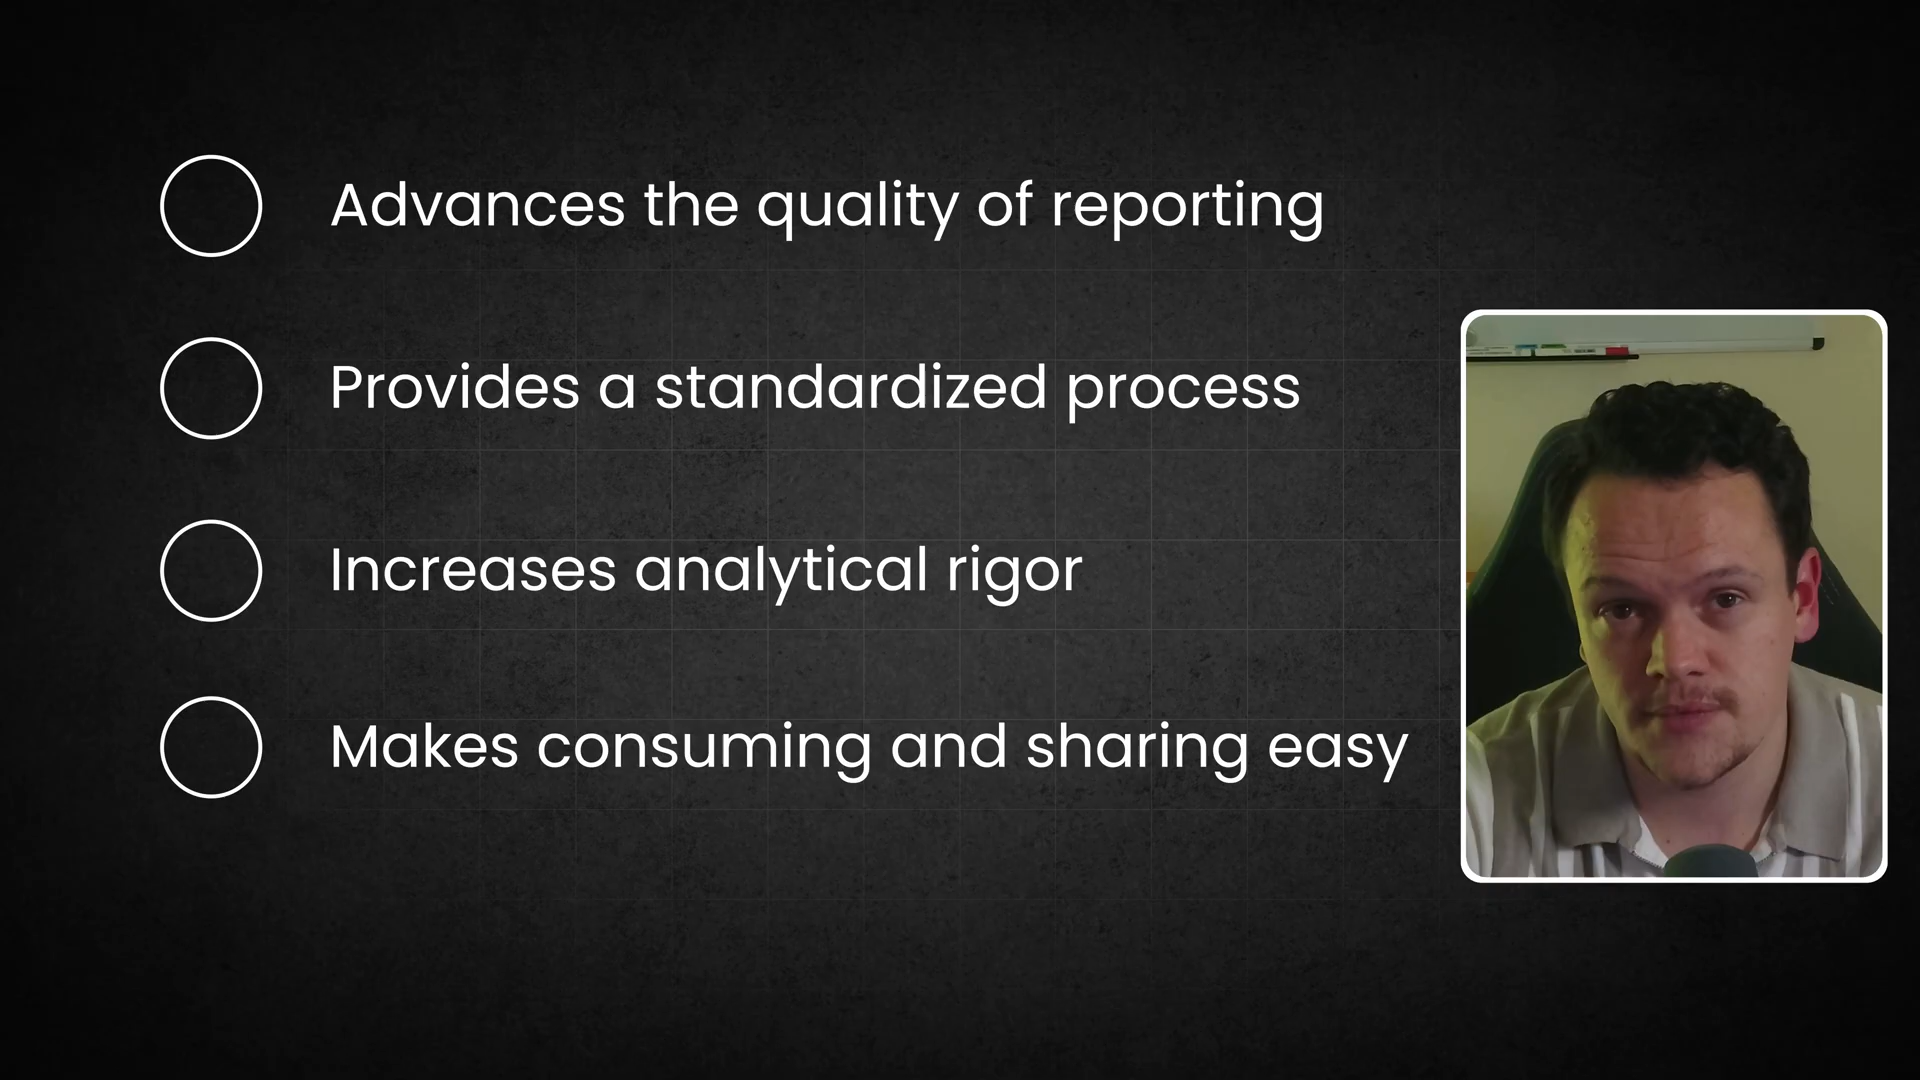 Advances the quality of reporting
Provides a standardized process
Increases analytical rigor
Makes consuming and sharing easy